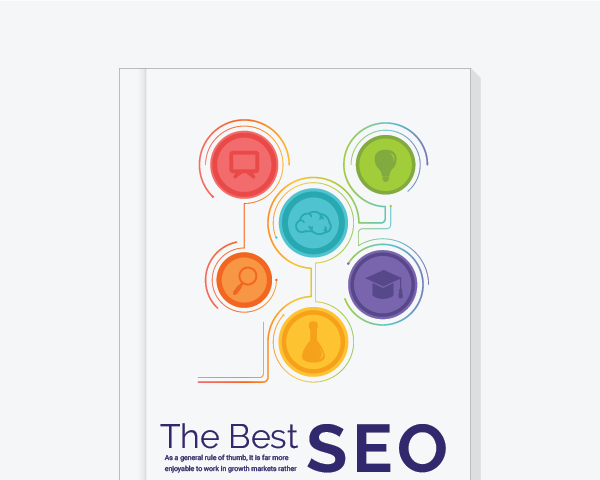 The Best SEO
As a general rule of thumb, it is far more
enjoyable to work in growth markets rather